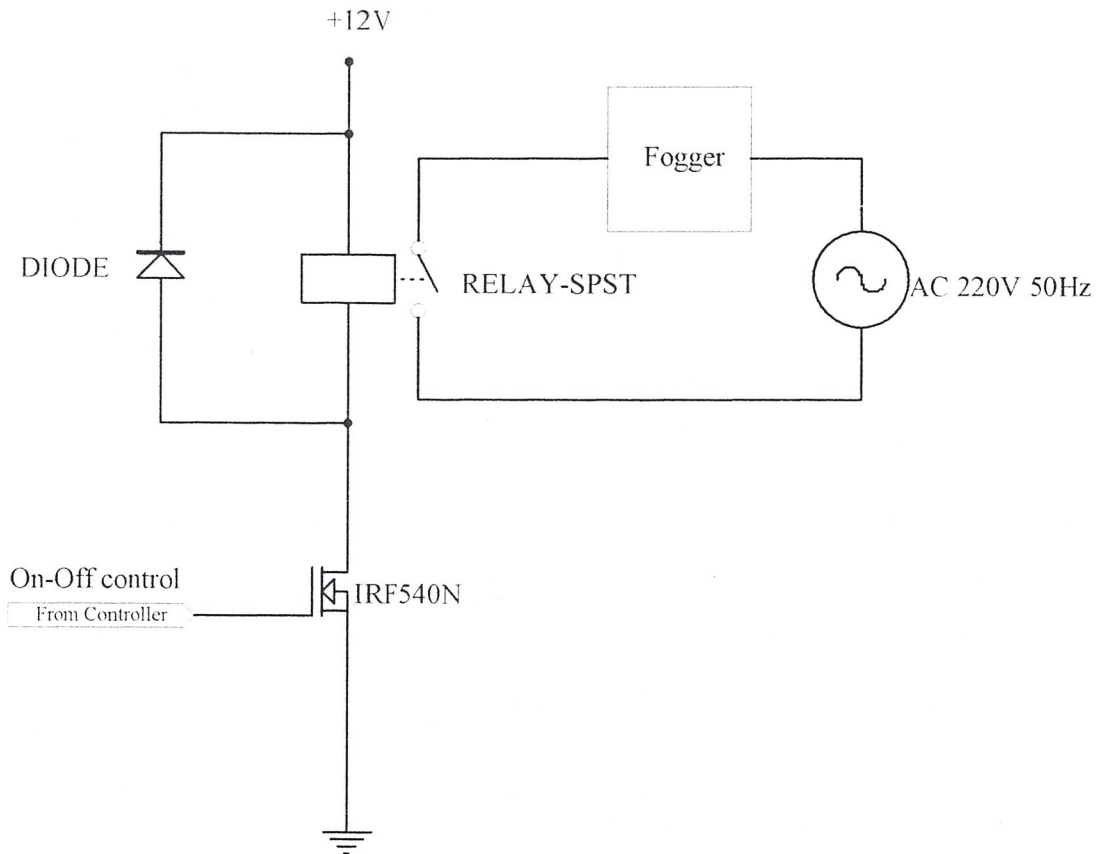 +12V
Fogger
DIODE
RELAY-SPST
AC 220V 50Hz
On-Off control
From Controller
IRF540N